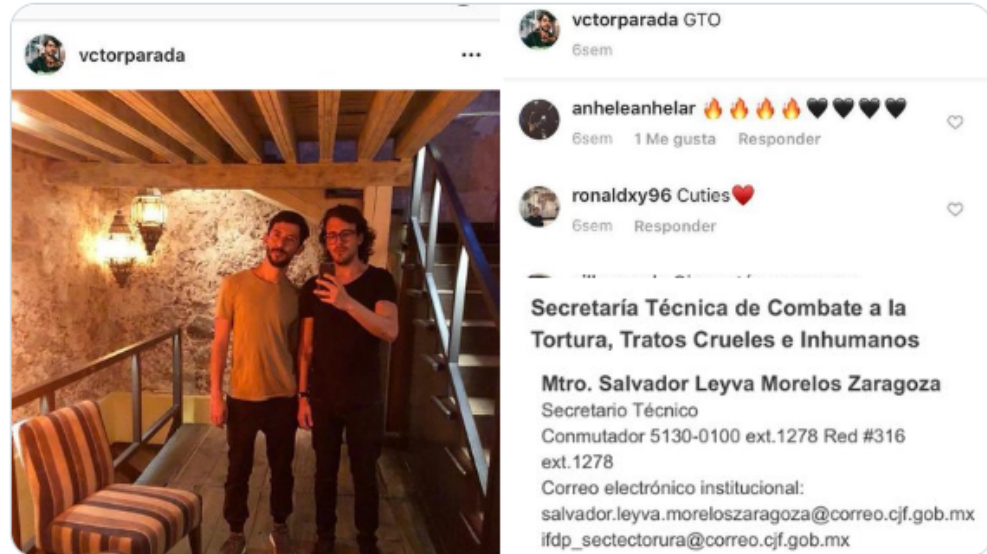 vctorparada
vctorparada GTO
6sem
anheleanhelar 🔥🔥🔥🔥🖤🖤🖤🖤
6sem 1 Me gusta Responder
ronaldxy96 Cuties❤️
6sem Responder
Secretaría Técnica de Combate a la
Tortura, Tratos Crueles e Inhumanos
Mtro. Salvador Leyva Morelos Zaragoza
Secretario Técnico
Conmutador 5130-0100 ext.1278 Red #316
ext.1278
Correo electrónico institucional:
salvador.leyva.moreloszaragoza@correo.cjf.gob.mx
ifdp_sectectorura@correo.cjf.gob.mx